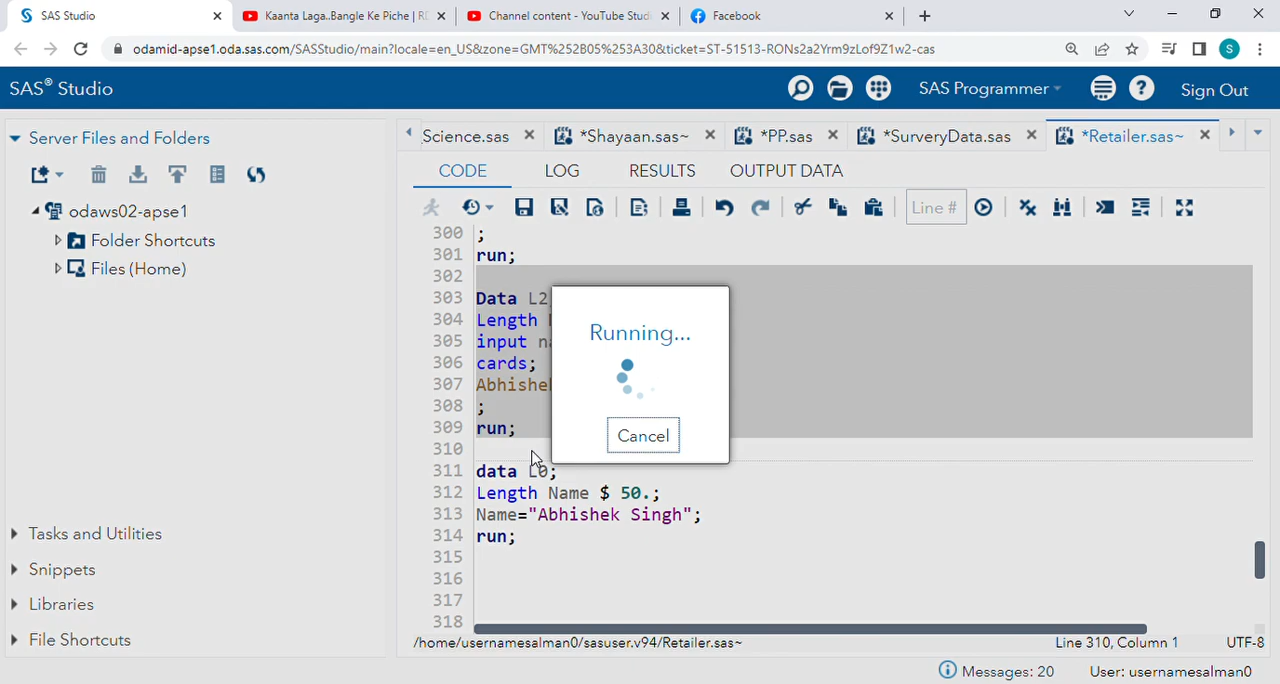 SAS Studio
Kaanta Laga..Bangle Ke Piche |
Channel content - YouTube Studi
Facebook
odamid-apse1.oda.sas.com/SASStudio/main?locale=en_US&zone=GMT%252B05%253A30&ticket=ST-51513-RONs2a2Yrm9zLof9Z1w2-cas
S
SAS® Studio
SAS Programmer
Sign Out
Server Files and Folders
odaws02-apse1
Folder Shortcuts
Files (Home)
Tasks and Utilities
Snippets
Libraries
File Shortcuts
Science.sas
*Shayaan.sas~
*PP.sas
*SurveryData.sas
*Retailer.sas~
CODE
LOG
RESULTS
OUTPUT DATA
Line #
300 ;
301 run;
302
303 Data L2
304 Length
305 input na
306 cards;
307 Abhishe
308 ;
309 run;
310
311 data L0;
312 Length Name $ 50.;
313 Name="Abhishek Singh";
314 run;
315
316
317
318
Running...
Cancel
/home/usernamesalman0/sasuser.v94/Retailer.sas~
Line 310, Column 1
UTF-8
Messages: 20
User: usernamesalman0